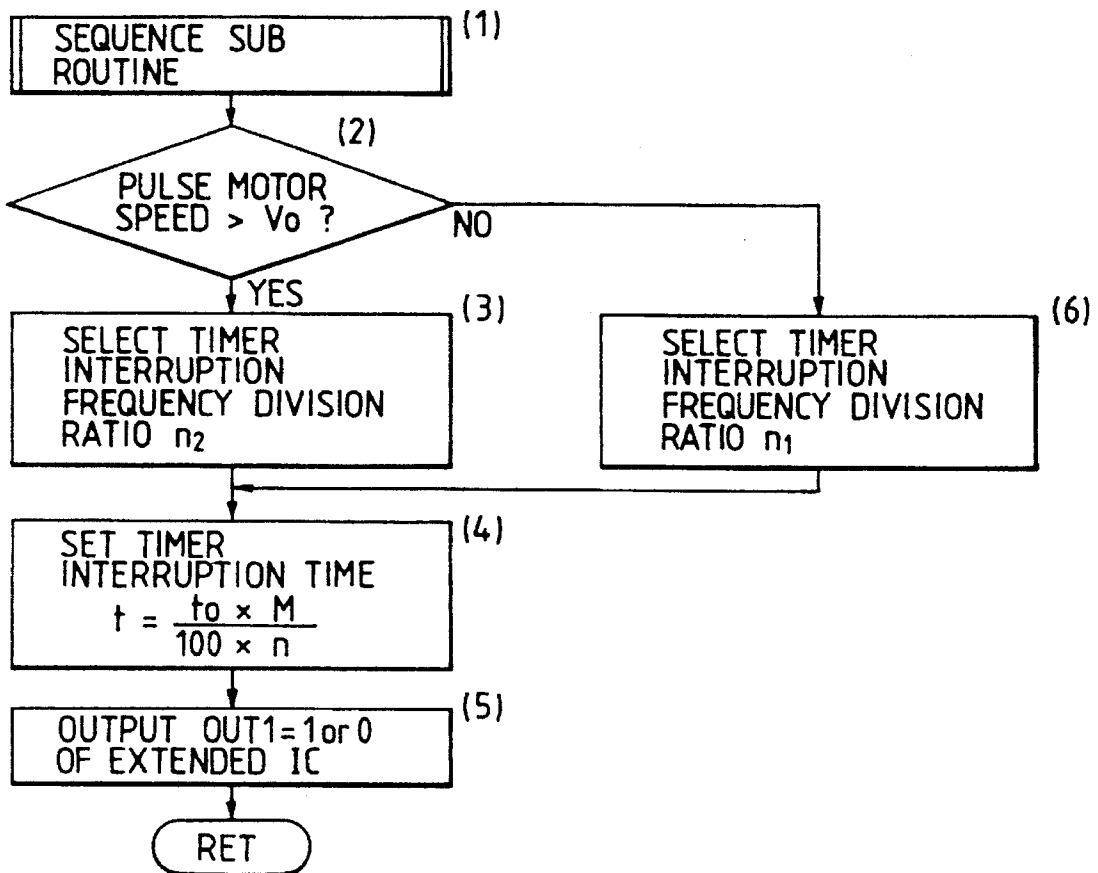 (1)
SEQUENCE SUB
ROUTINE
(2)
PULSE MOTOR
SPEED > Vo ?
NO
YES
(3)
SELECT TIMER
INTERRUPTION
FREQUENCY DIVISION
RATIO n₂
(6)
SELECT TIMER
INTERRUPTION
FREQUENCY DIVISION
RATIO n₁
(4)
SET TIMER
INTERRUPTION TIME
t = to × M / 100 × n
(5)
OUTPUT OUT1=1 or 0
OF EXTENDED IC
RET